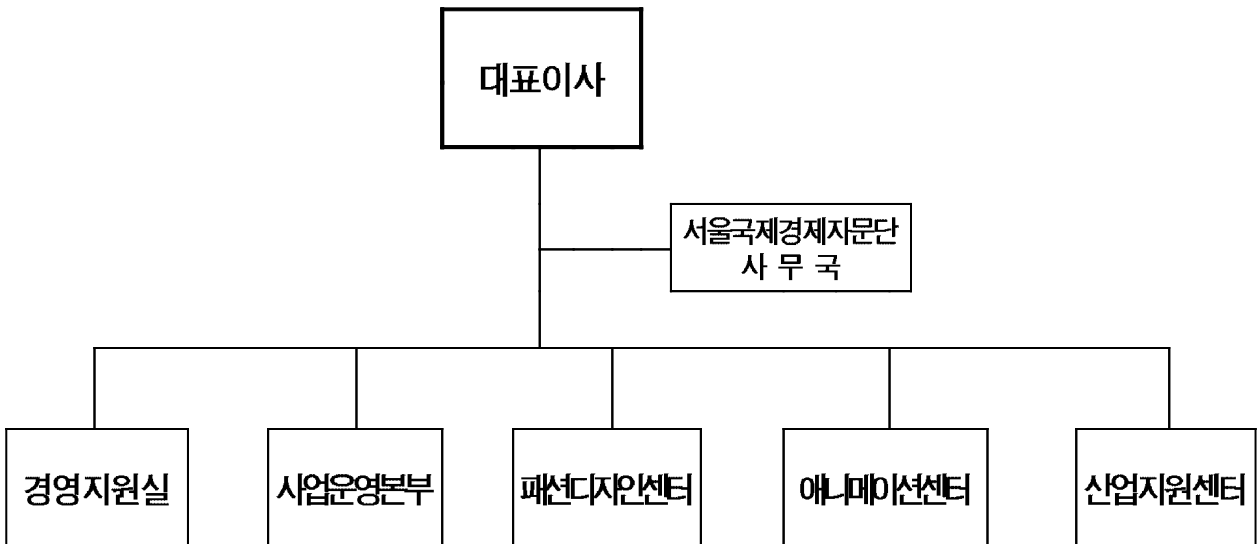 대표이사
서울국제경제자문단
사 무 국
경영지원실
사업운영본부
패션디자인센터
애니메이션센터
산업지원센터